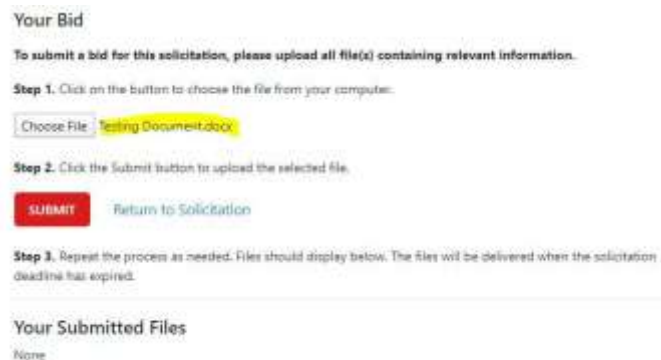 Your Bid
To submit a bid for this solicitation, please upload all file(s) containing relevant information.
Step 1. Click on the button to choose the file from your computer.
Choose File Testing Document.docx
Step 2. Click the Submit button to upload the selected file.
SUBMIT Return to Solicitation
Step 3. Repeat the process as needed. Files should display below. The files will be delivered when the solicitation
deadline has expired.
Your Submitted Files
None